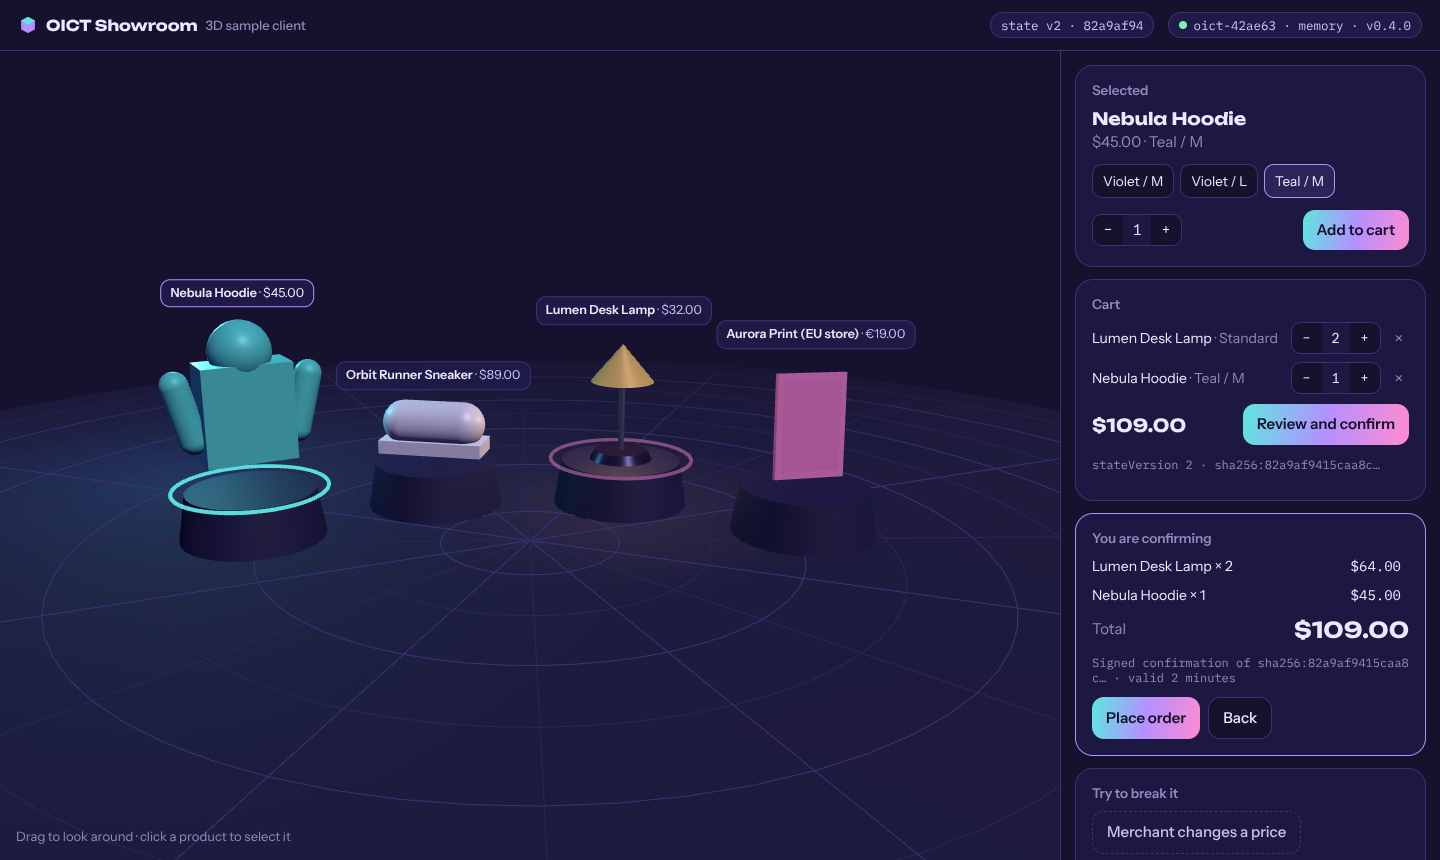 OICT Showroom 3D sample client
state v2 · 82a9af94
oict-42ae63 · memory · v0.4.0
Nebula Hoodie · $45.00
Lumen Desk Lamp · $32.00
Aurora Print (EU store) · €19.00
Orbit Runner Sneaker · $89.00
Drag to look around · click a product to select it
Selected
Nebula Hoodie
$45.00 · Teal / M
Violet / M
Violet / L
Teal / M
− 1 +
Add to cart
Cart
Lumen Desk Lamp · Standard − 2 + ×
Nebula Hoodie · Teal / M − 1 + ×
$109.00
Review and confirm
stateVersion 2 · sha256:82a9af9415caa8c…
You are confirming
Lumen Desk Lamp × 2 $64.00
Nebula Hoodie × 1 $45.00
Total $109.00
Signed confirmation of sha256:82a9af9415caa8
c… · valid 2 minutes
Place order
Back
Try to break it
Merchant changes a price